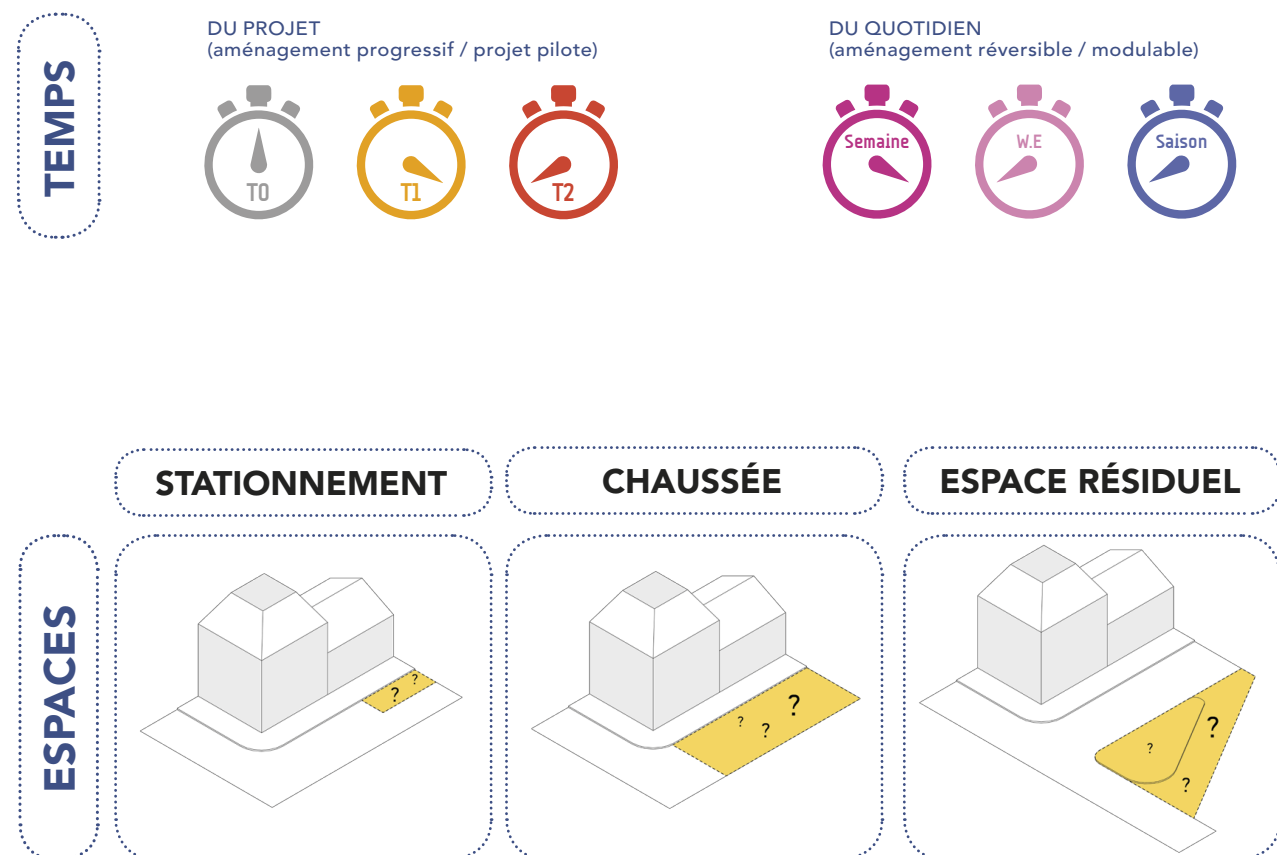 TEMPS
DU PROJET
(aménagement progressif / projet pilote)
T0
T1
T2
DU QUOTIDIEN
(aménagement réversible / modulable)
Semaine
W.E
Saison
STATIONNEMENT
CHAUSSÉE
ESPACE RÉSIDUEL
ESPACES
? ?
? ? ?
? ? ?